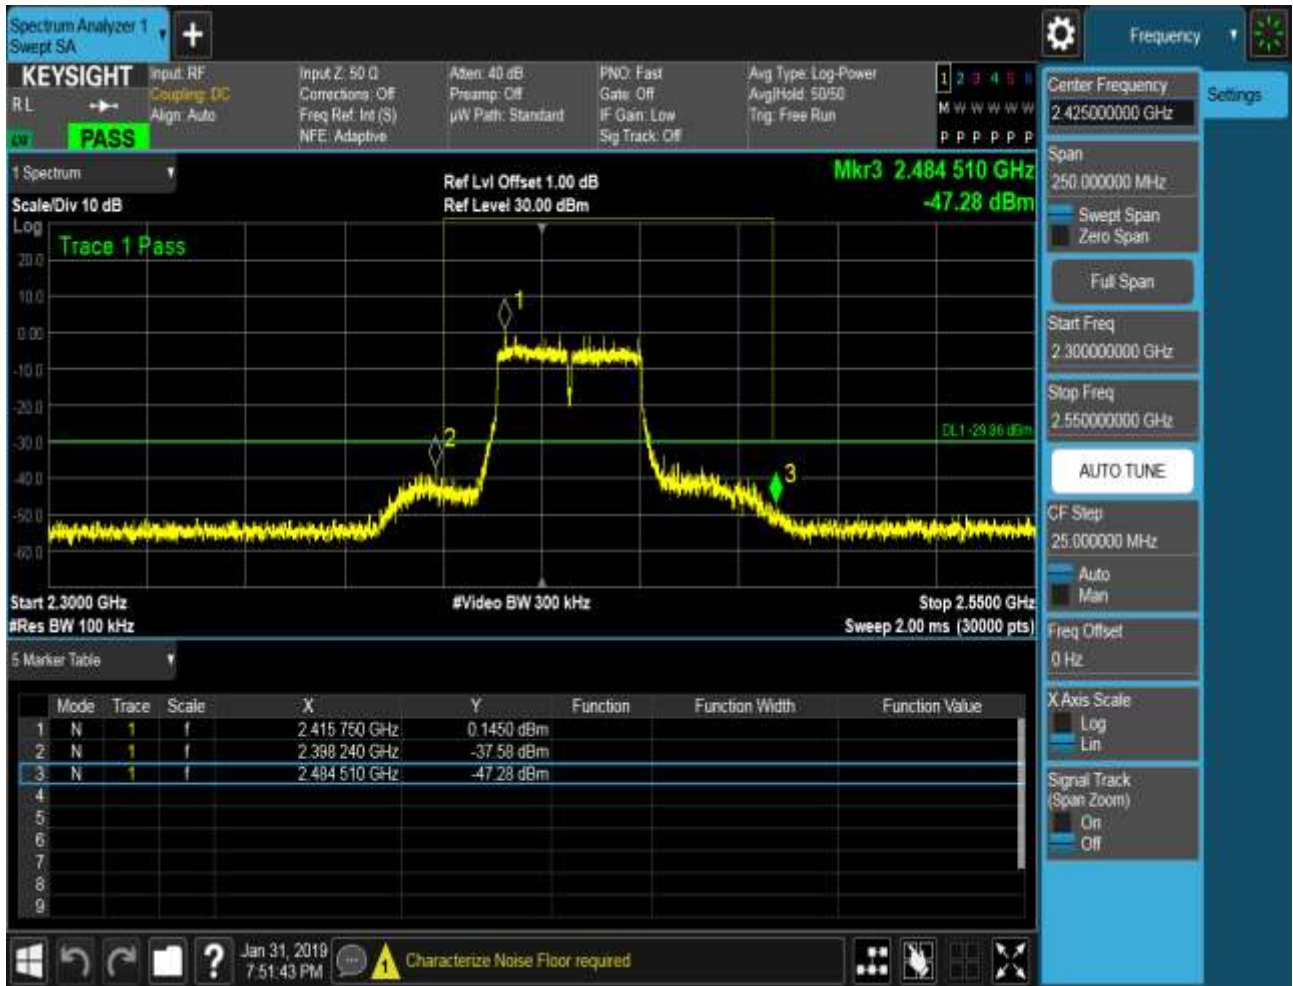 Spectrum Analyzer 1
Swept SA
Frequency
KEYSIGHT
R L
PASS
Input: RF
Coupling: DC
Align: Auto
Input Z: 50 Ω
Corrections: Off
Freq Ref: Int (S)
NFE: Adaptive
Atten: 40 dB
Preamp: Off
µW Path: Standard
PNO: Fast
Gate: Off
IF Gain: Low
Sig Track: Off
Avg Type: Log-Power
Avg|Hold: 50/50
Trig: Free Run
1 2 3 4 5 6
M W W W W W
P P P P P P
1 Spectrum
Scale/Div 10 dB
Ref Lvl Offset 1.00 dB
Ref Level 30.00 dBm
Mkr3 2.484 510 GHz
-47.28 dBm
Log
Trace 1 Pass
20.0
10.0
0.00
-10.0
-20.0
-30.0
-40.0
-50.0
-60.0
1
2
3
DL1 -29.86 dBm
Start 2.3000 GHz
#Res BW 100 kHz
#Video BW 300 kHz
Stop 2.5500 GHz
Sweep 2.00 ms (30000 pts)
5 Marker Table
Mode Trace Scale X Y Function Function Width Function Value
1 N 1 f 2.415 750 GHz 0.1450 dBm
2 N 1 f 2.398 240 GHz -37.58 dBm
3 N 1 f 2.484 510 GHz -47.28 dBm
4
5
6
7
8
9
Jan 31, 2019
7:51:43 PM
1
Characterize Noise Floor required
Center Frequency
2.425000000 GHz
Settings
Span
250.000000 MHz
Swept Span
Zero Span
Full Span
Start Freq
2.300000000 GHz
Stop Freq
2.550000000 GHz
AUTO TUNE
CF Step
25.000000 MHz
Auto
Man
Freq Offset
0 Hz
X Axis Scale
Log
Lin
Signal Track
(Span Zoom)
On
Off